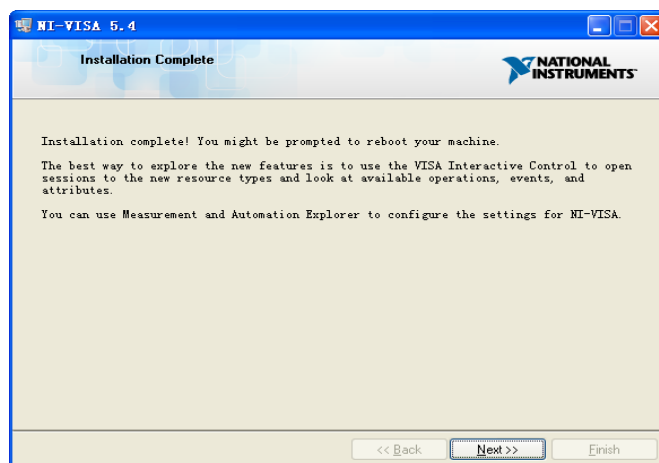 NI-VISA 5.4
Installation Complete
NATIONAL
INSTRUMENTS™
Installation complete! You might be prompted to reboot your machine.
The best way to explore the new features is to use the VISA Interactive Control to open
sessions to the new resource types and look at available operations, events, and
attributes.
You can use Measurement and Automation Explorer to configure the settings for NI-VISA.
<< Back
Next >>
Finish